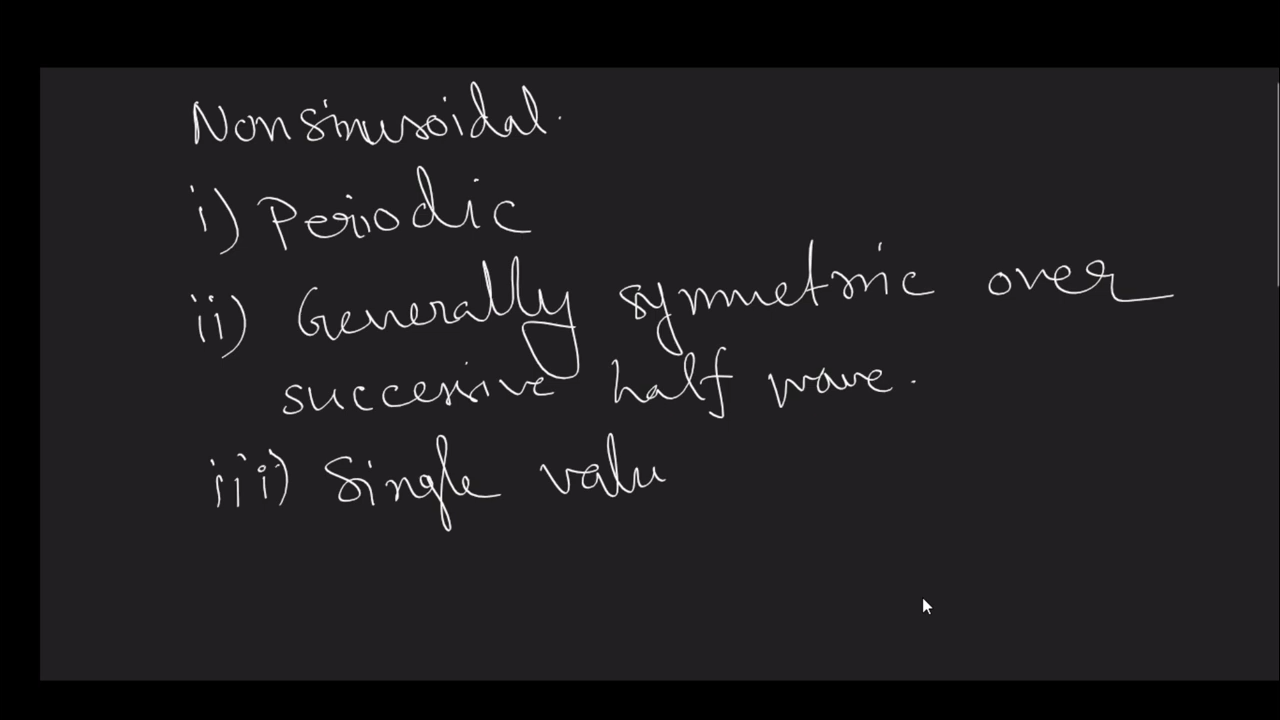 Nonsinusoidal.
i) Periodic
ii) Generally symmetric over
successive half wave.
iii) Single valu